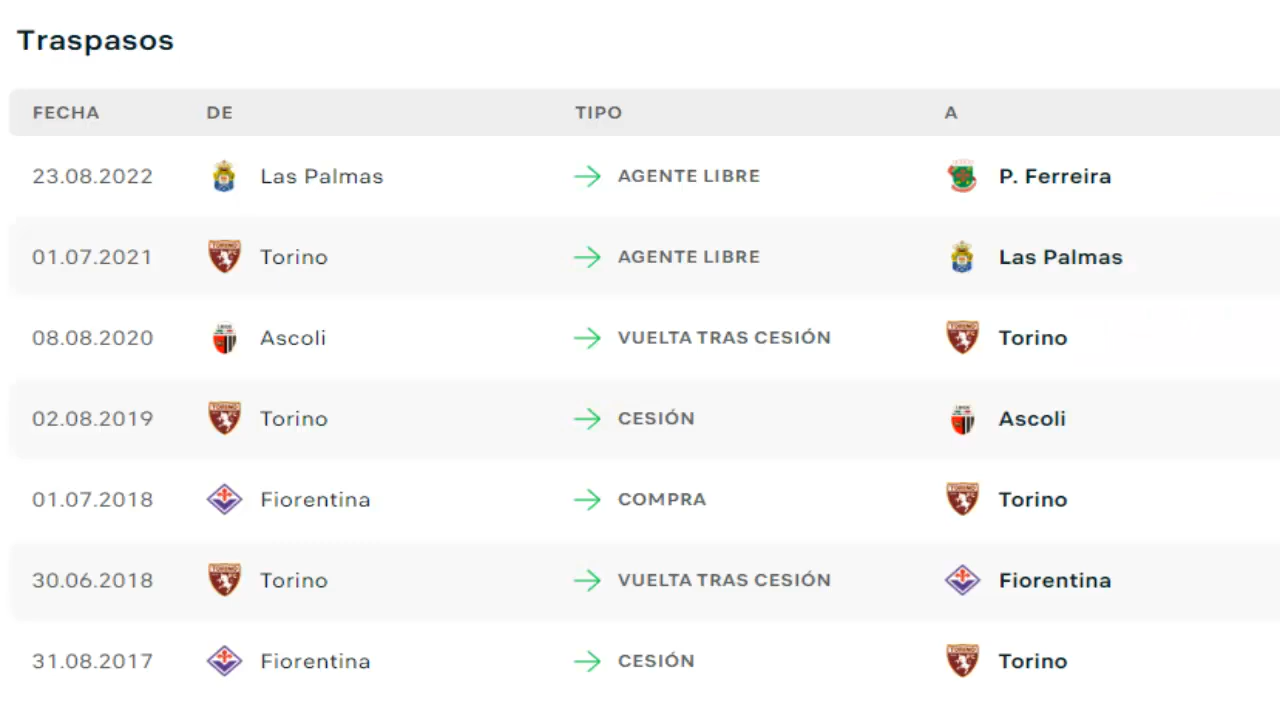 Traspasos
FECHA DE TIPO A
23.08.2022 Las Palmas AGENTE LIBRE P. Ferreira
01.07.2021 Torino AGENTE LIBRE Las Palmas
08.08.2020 Ascoli VUELTA TRAS CESIÓN Torino
02.08.2019 Torino CESIÓN Ascoli
01.07.2018 Fiorentina COMPRA Torino
30.06.2018 Torino VUELTA TRAS CESIÓN Fiorentina
31.08.2017 Fiorentina CESIÓN Torino